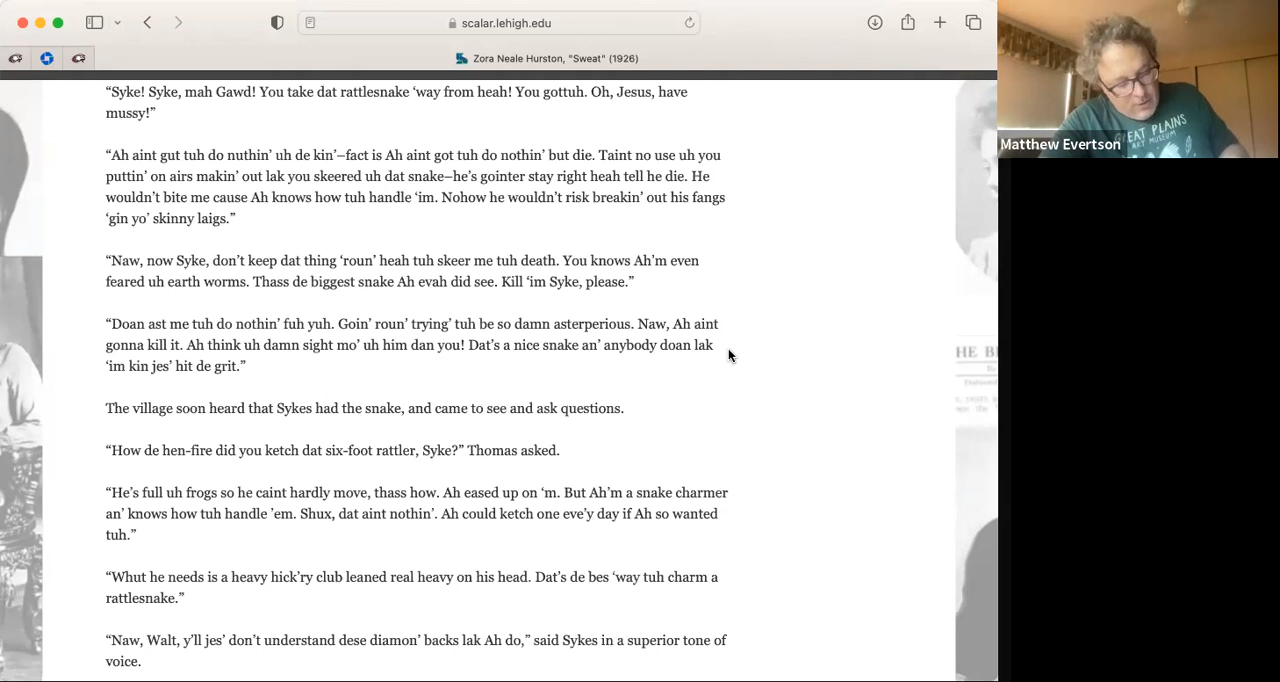 scalar.lehigh.edu
Zora Neale Hurston, "Sweat" (1926)
“Syke! Syke, mah Gawd! You take dat rattlesnake ‘way from heah! You gottuh. Oh, Jesus, have
mussy!”
“Ah aint gut tuh do nuthin’ uh de kin’–fact is Ah aint got tuh do nothin’ but die. Taint no use uh you
puttin’ on airs makin’ out lak you skeered uh dat snake–he’s gointer stay right heah tell he die. He
wouldn’t bite me cause Ah knows how tuh handle ‘im. Nohow he wouldn’t risk breakin’ out his fangs
‘gin yo’ skinny laigs.”
“Naw, now Syke, don’t keep dat thing ‘roun’ heah tuh skeer me tuh death. You knows Ah’m even
feared uh earth worms. Thass de biggest snake Ah evah did see. Kill ‘im Syke, please.”
“Doan ast me tuh do nothin’ fuh yuh. Goin’ roun’ trying’ tuh be so damn asterperious. Naw, Ah aint
gonna kill it. Ah think uh damn sight mo’ uh him dan you! Dat’s a nice snake an’ anybody doan lak
‘im kin jes’ hit de grit.”
The village soon heard that Sykes had the snake, and came to see and ask questions.
“How de hen-fire did you ketch dat six-foot rattler, Syke?” Thomas asked.
“He’s full uh frogs so he caint hardly move, thass how. Ah eased up on ‘m. But Ah’m a snake charmer
an’ knows how tuh handle ’em. Shux, dat aint nothin’. Ah could ketch one eve’y day if Ah so wanted
tuh.”
“Whut he needs is a heavy hick’ry club leaned real heavy on his head. Dat’s de bes ‘way tuh charm a
rattlesnake.”
“Naw, Walt, y’ll jes’ don’t understand dese diamon’ backs lak Ah do,” said Sykes in a superior tone of
voice.
HE B
Matthew Evertson
EAT PLAINS
ART MUSEUM